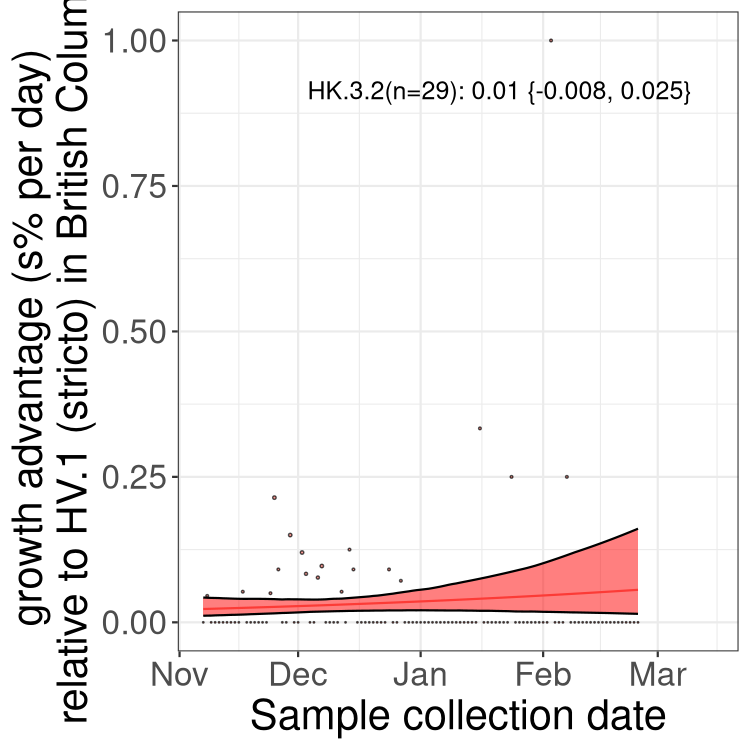 growth advantage (s% per day)
relative to HV.1 (stricto) in British Colum
1.00
0.75
0.50
0.25
0.00
HK.3.2(n=29): 0.01 {-0.008, 0.025}
Nov Dec Jan Feb Mar
Sample collection date